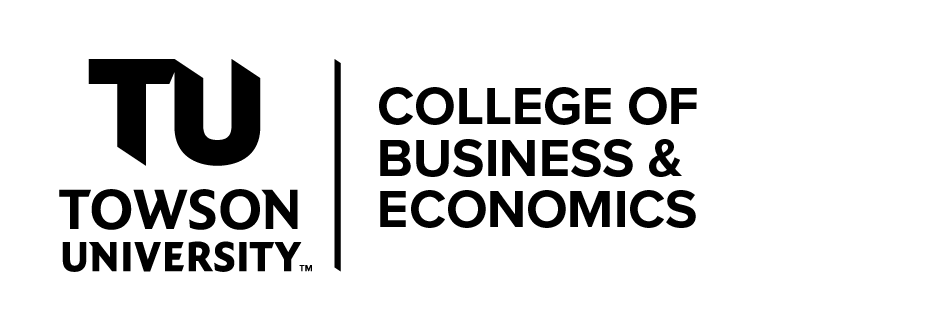 TU
TOWSON
UNIVERSITY™
COLLEGE OF
BUSINESS &
ECONOMICS